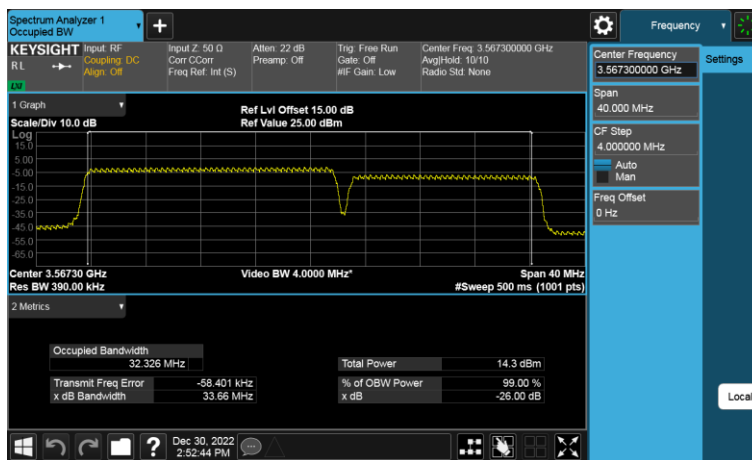 Spectrum Analyzer 1
Occupied BW
Frequency
KEYSIGHT
RL
LXI
Input: RF
Coupling: DC
Align: Off
Input Z: 50 Ω
Corr CCorr
Freq Ref: Int (S)
Atten: 22 dB
Preamp: Off
Trig: Free Run
Gate: Off
#IF Gain: Low
Center Freq: 3.567300000 GHz
Avg|Hold: 10/10
Radio Std: None
Center Frequency
3.567300000 GHz
Settings
Span
40.000 MHz
CF Step
4.000000 MHz
Auto
Man
Freq Offset
0 Hz
1 Graph
Scale/Div 10.0 dB
Ref Lvl Offset 15.00 dB
Ref Value 25.00 dBm
Log
15.0
5.00
-5.00
-15.0
-25.0
-35.0
-45.0
-55.0
-65.0
Center 3.56730 GHz
Video BW 4.0000 MHz*
Span 40 MHz
Res BW 390.00 kHz
#Sweep 500 ms (1001 pts)
2 Metrics
Occupied Bandwidth
32.326 MHz
Total Power 14.3 dBm
Transmit Freq Error -58.401 kHz
% of OBW Power 99.00 %
x dB Bandwidth 33.66 MHz
x dB -26.00 dB
Local
?
Dec 30, 2022
2:52:44 PM